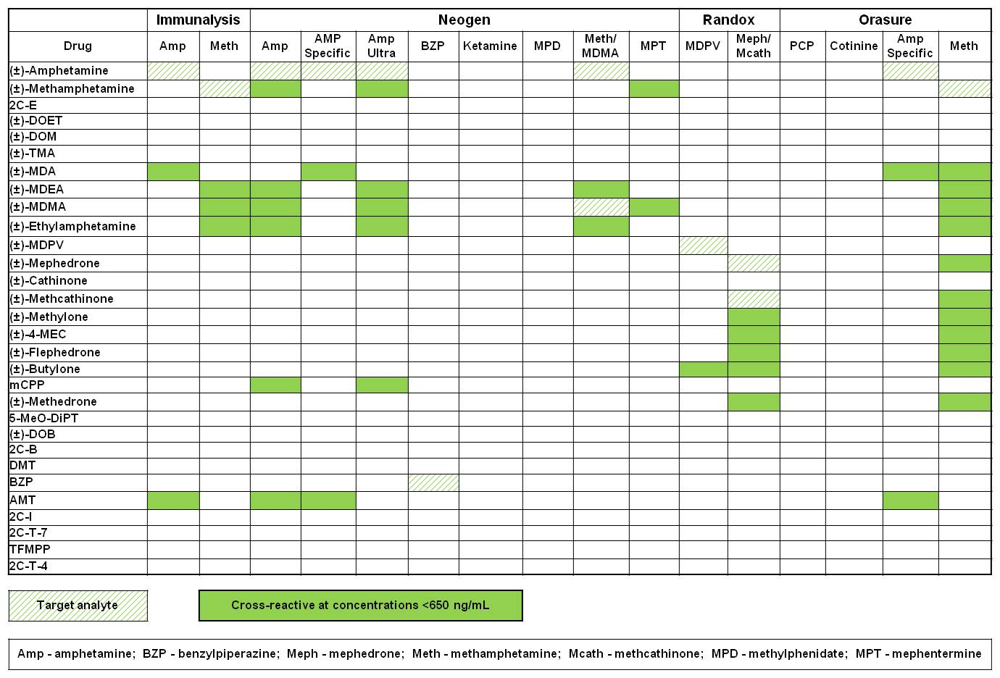 Immunalysis Neogen Randox Orasure
Drug Amp Meth Amp AMP Specific Amp Ultra BZP Ketamine MPD Meth/ MDMA MPT MDPV Meph/ Mcath PCP Cotinine Amp Specific Meth
(±)-Amphetamine
(±)-Methamphetamine
2C-E
(±)-DOET
(±)-DOM
(±)-TMA
(±)-MDA
(±)-MDEA
(±)-MDMA
(±)-Ethylamphetamine
(±)-MDPV
(±)-Mephedrone
(±)-Cathinone
(±)-Methcathinone
(±)-Methylone
(±)-4-MEC
(±)-Flephedrone
(±)-Butylone
mCPP
(±)-Methedrone
5-MeO-DiPT
(±)-DOB
2C-B
DMT
BZP
AMT
2C-I
2C-T-7
TFMPP
2C-T-4
Target analyte Cross-reactive at concentrations <650 ng/mL
Amp - amphetamine; BZP - benzylpiperazine; Meph - mephedrone; Meth - methamphetamine; Mcath - methcathinone; MPD - methylphenidate; MPT - mephentermine